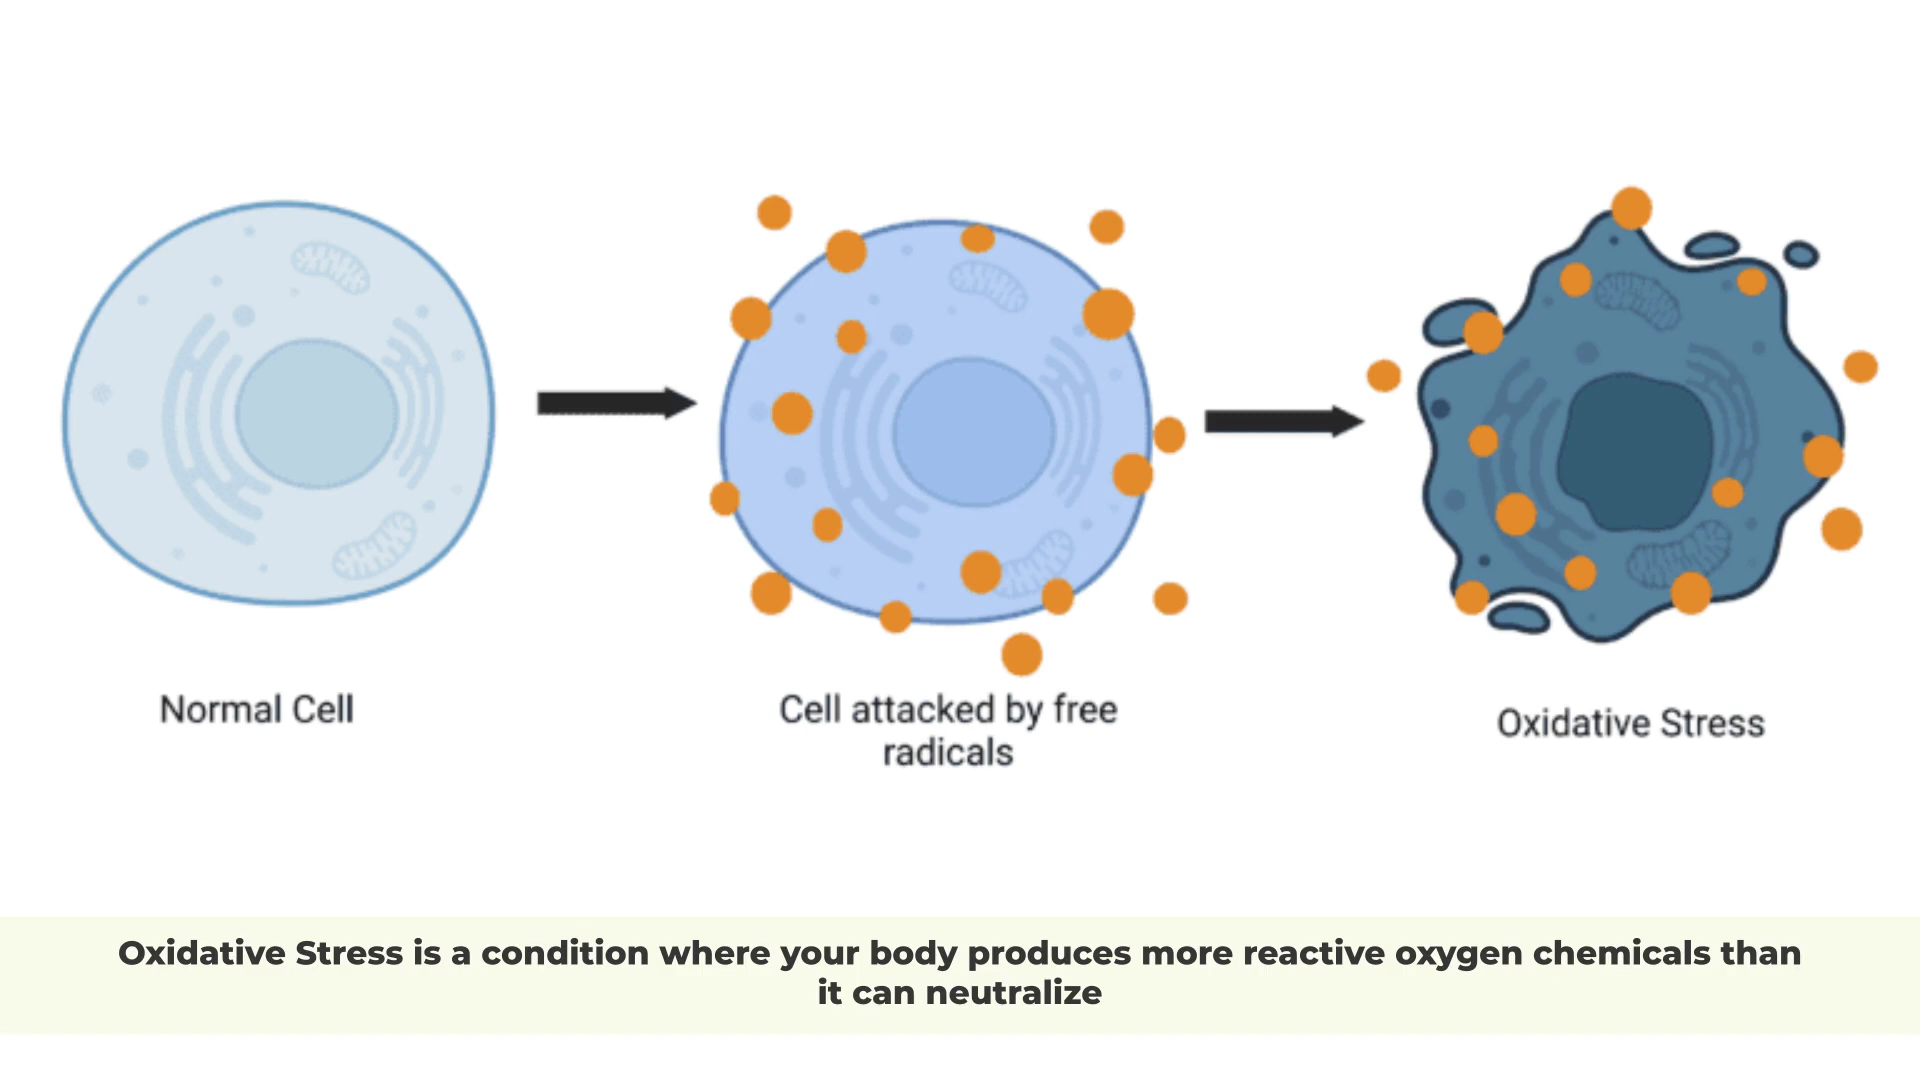 Normal Cell
Cell attacked by free
radicals
Oxidative Stress
Oxidative Stress is a condition where your body produces more reactive oxygen chemicals than
it can neutralize